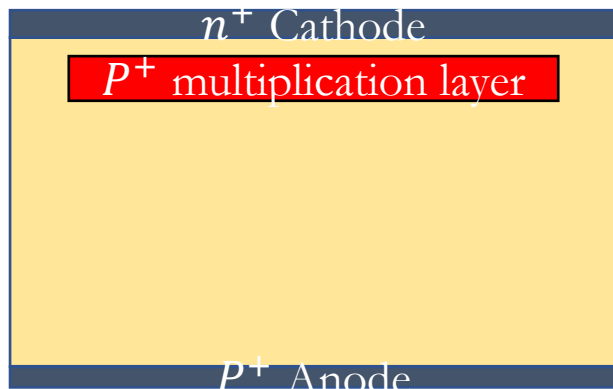 n⁺ Cathode
P⁺ multiplication layer
P⁺ Anode